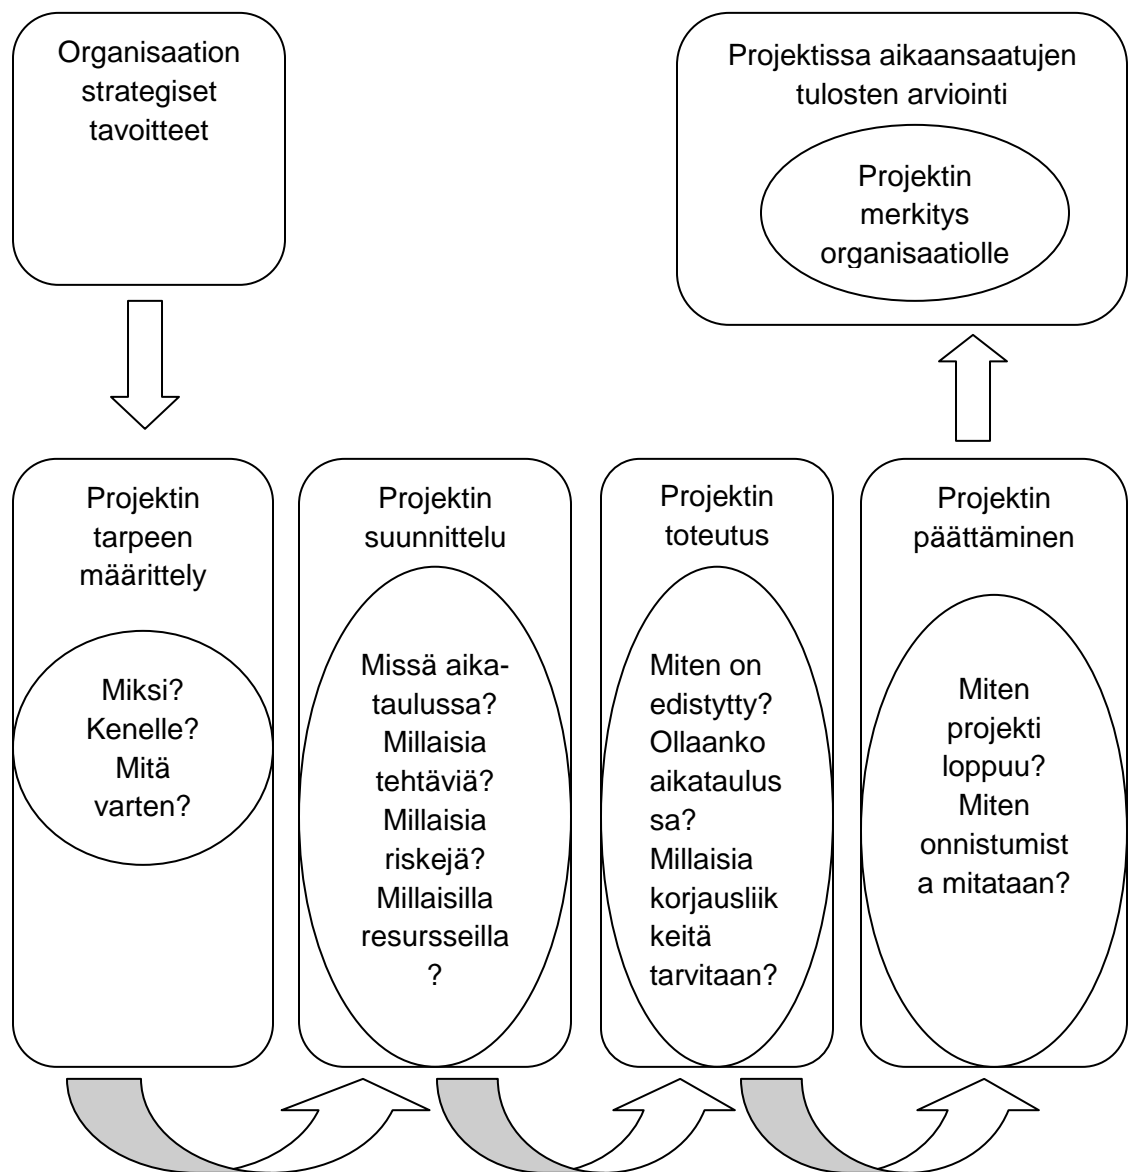 Organisaation
strategiset
tavoitteet
Projektissa aikaansaatujen
tulosten arviointi
Projektin
merkitys
organisaatiolle
Projektin
tarpeen
määrittely
Miksi?
Kenelle?
Mitä
varten?
Projektin
suunnittelu
Missä aika-
taulussa?
Millaisia
tehtäviä?
Millaisia
riskejä?
Millaisilla
resursseilla
?
Projektin
toteutus
Miten on
edistytty?
Ollaanko
aikataulus
sa?
Millaisia
korjausliik
keitä
tarvitaan?
Projektin
päättäminen
Miten
projekti
loppuu?
Miten
onnistumist
a mitataan?